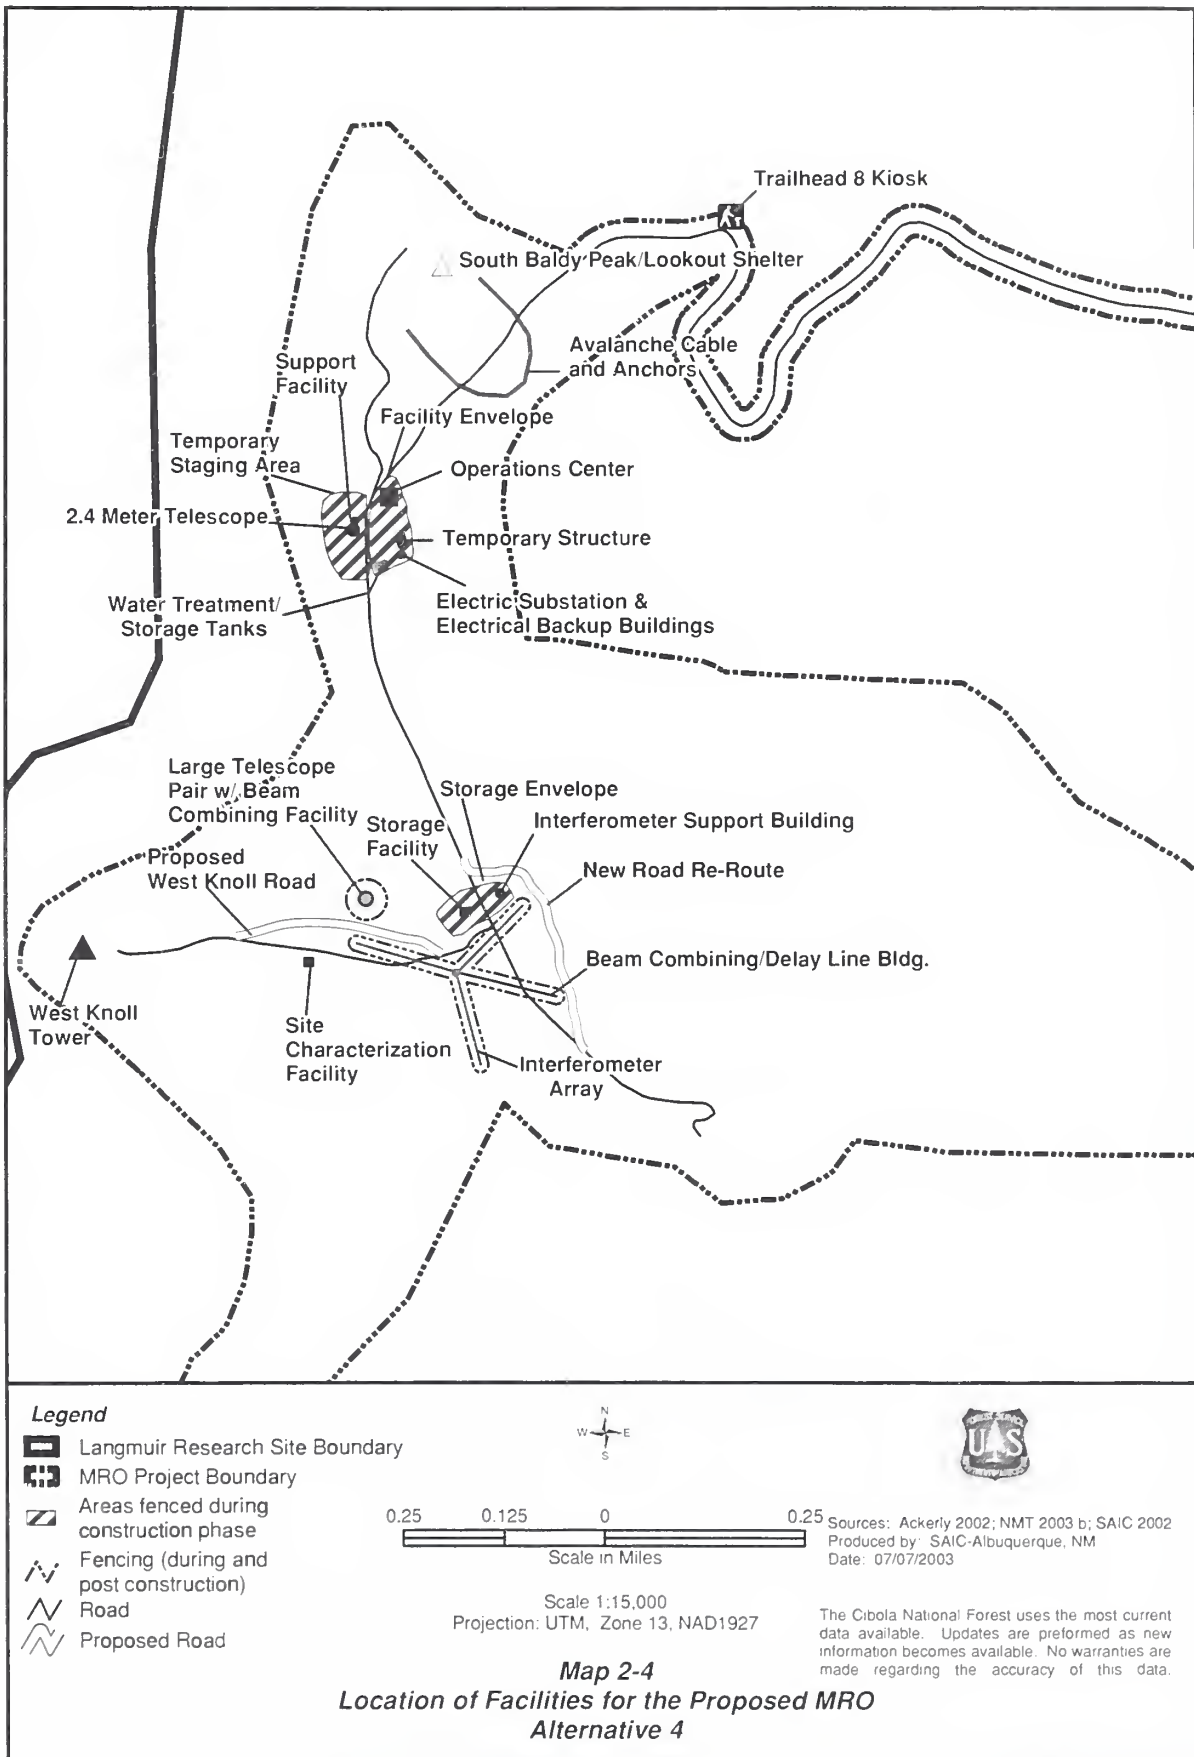 Trailhead 8 Kiosk
South Baldy Peak/Lookout Shelter
Avalanche Cable
and Anchors
Support
Facility
Facility Envelope
Temporary
Staging Area
Operations Center
2.4 Meter Telescope
Temporary Structure
Water Treatment/
Storage Tanks
Electric Substation &
Electrical Backup Buildings
Large Telescope
Pair w/ Beam
Combining Facility
Storage Envelope
Storage
Facility
Interferometer Support Building
Proposed
West Knoll Road
New Road Re-Route
Beam Combining/Delay Line Bldg.
West Knoll
Tower
Site
Characterization
Facility
Interferometer
Array
Legend
Langmuir Research Site Boundary
MRO Project Boundary
Areas fenced during
construction phase
Fencing (during and
post construction)
Road
Proposed Road
N
W E
S
0.25 0.125 0 0.25
Scale in Miles
Scale 1:15,000
Projection: UTM, Zone 13, NAD1927
FOREST SERVICE
U S
Sources: Ackerly 2002; NMT 2003 b; SAIC 2002
Produced by: SAIC-Albuquerque, NM
Date: 07/07/2003
The Cibola National Forest uses the most current
data available. Updates are preformed as new
information becomes available. No warranties are
made regarding the accuracy of this data.
Map 2-4
Location of Facilities for the Proposed MRO
Alternative 4